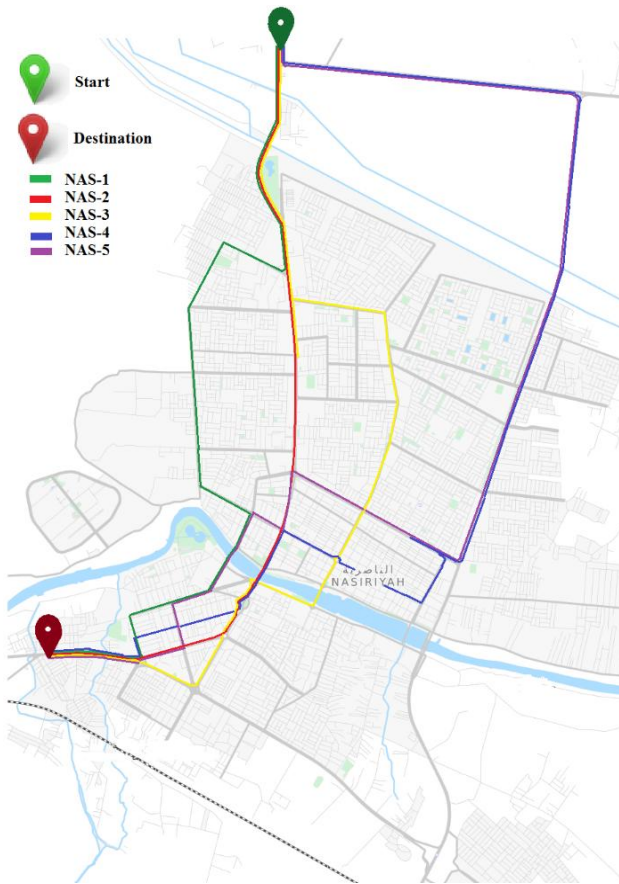 Start
Destination
NAS-1
NAS-2
NAS-3
NAS-4
NAS-5
الناصرية
NASIRIYAH